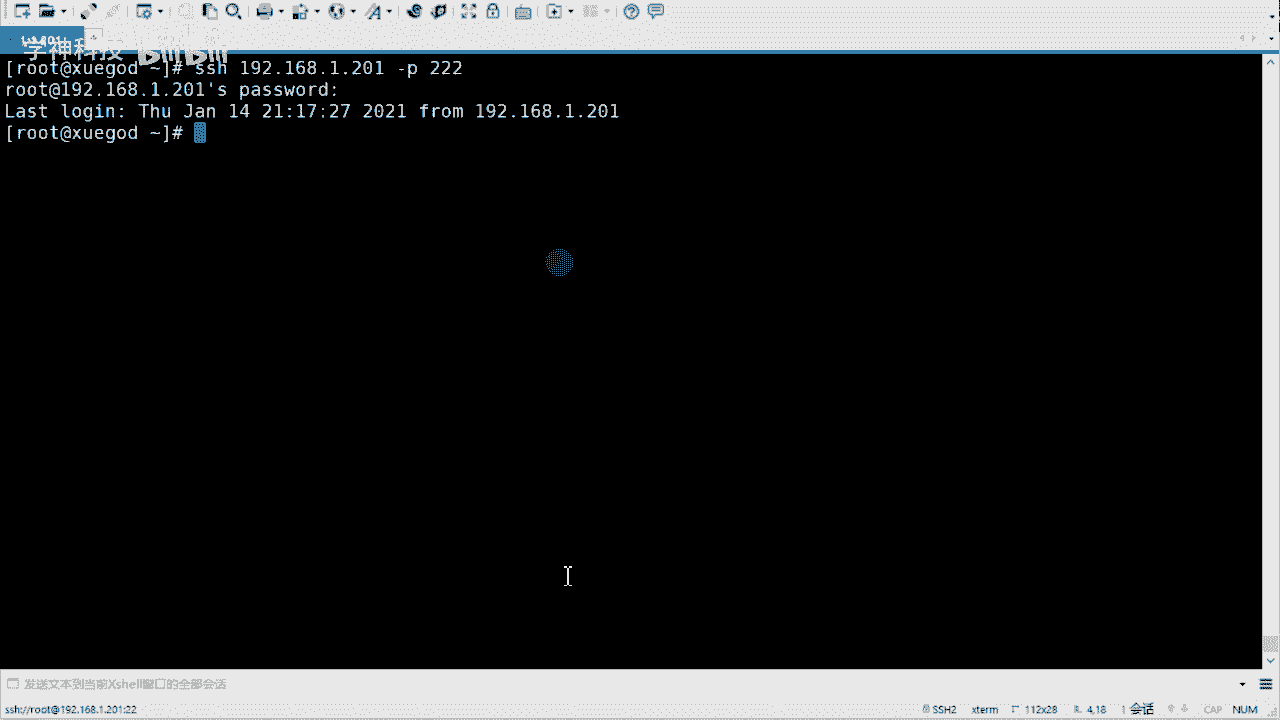 学神科技 bilibili
[root@xuegod ~]# ssh 192.168.1.201 -p 222
root@192.168.1.201's password:
Last login: Thu Jan 14 21:17:27 2021 from 192.168.1.201
[root@xuegod ~]#
发送文本到当前Xshell窗口的全部会话
ssh://root@192.168.1.201:22 SSH2 xterm 112x28 4,18 1 会话 CAP NUM